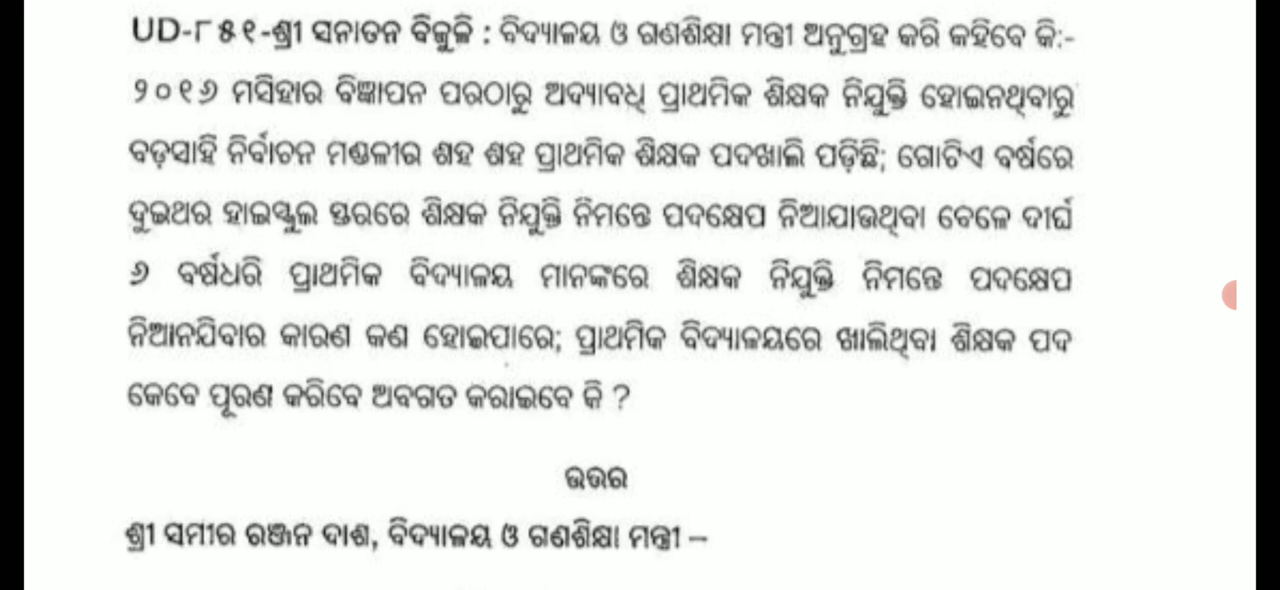 UD-୮୫୧-ଶ୍ରୀ ସନାତନ ବିଜୁଳି : ବିଦ୍ୟାଳୟ ଓ ଗଣଶିକ୍ଷା ମନ୍ତ୍ରୀ ଅନୁଗ୍ରହ କରି କହିବେ କି:-
୨୦୧୬ ମସିହାର ବିଜ୍ଞାପନ ପରଠାରୁ ଅଦ୍ୟାବଧି ପ୍ରାଥମିକ ଶିକ୍ଷକ ନିଯୁକ୍ତି ହୋଇନଥିବାରୁ
ବଡ଼ସାହି ନିର୍ବାଚନ ମଣ୍ଡଳୀର ଶହ ଶହ ପ୍ରାଥମିକ ଶିକ୍ଷକ ପଦଖାଲି ପଡ଼ିଛି; ଗୋଟିଏ ବର୍ଷରେ
ଦୁଇଥର ହାଇସ୍କୁଲ ସ୍ତରରେ ଶିକ୍ଷକ ନିଯୁକ୍ତି ନିମନ୍ତେ ପଦକ୍ଷେପ ନିଆଯାଉଥିବା ବେଳେ ଦୀର୍ଘ
୬ ବର୍ଷଧରି ପ୍ରାଥମିକ ବିଦ୍ୟାଳୟ ମାନଙ୍କରେ ଶିକ୍ଷକ ନିଯୁକ୍ତି ନିମନ୍ତେ ପଦକ୍ଷେପ
ନିଆନଯିବାର କାରଣ କଣ ହୋଇପାରେ; ପ୍ରାଥମିକ ବିଦ୍ୟାଳୟରେ ଖାଲିଥିବା ଶିକ୍ଷକ ପଦ
କେବେ ପୂରଣ କରିବେ ଅବଗତ କରାଇବେ କି ?
ଉତ୍ତର
ଶ୍ରୀ ସମୀର ରଞ୍ଜନ ଦାଶ, ବିଦ୍ୟାଳୟ ଓ ଗଣଶିକ୍ଷା ମନ୍ତ୍ରୀ –